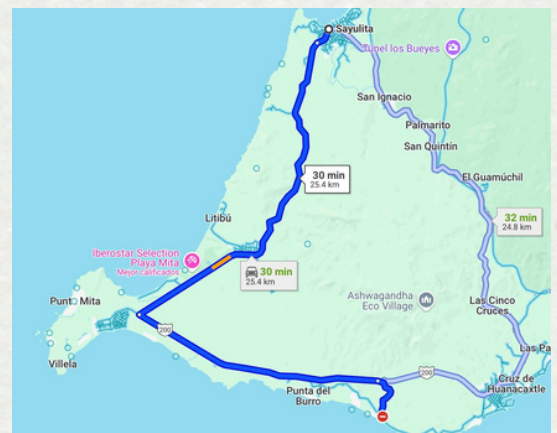 Sayulita
Túnel los Bueyes
San Ignacio
Palmarito
San Quintín
El Guamúchil
30 min
25.4 km
Litibú
32 min
24.8 km
Iberostar Selection
Playa Mita
Mejor calificados
30 min
25.4 km
Punta Mita
Ashwagandha
Eco Village
Las Cinco
Cruces
200
Las Pa
Villela
200
Punta del
Burro
Cruz de
Huanacaxtle